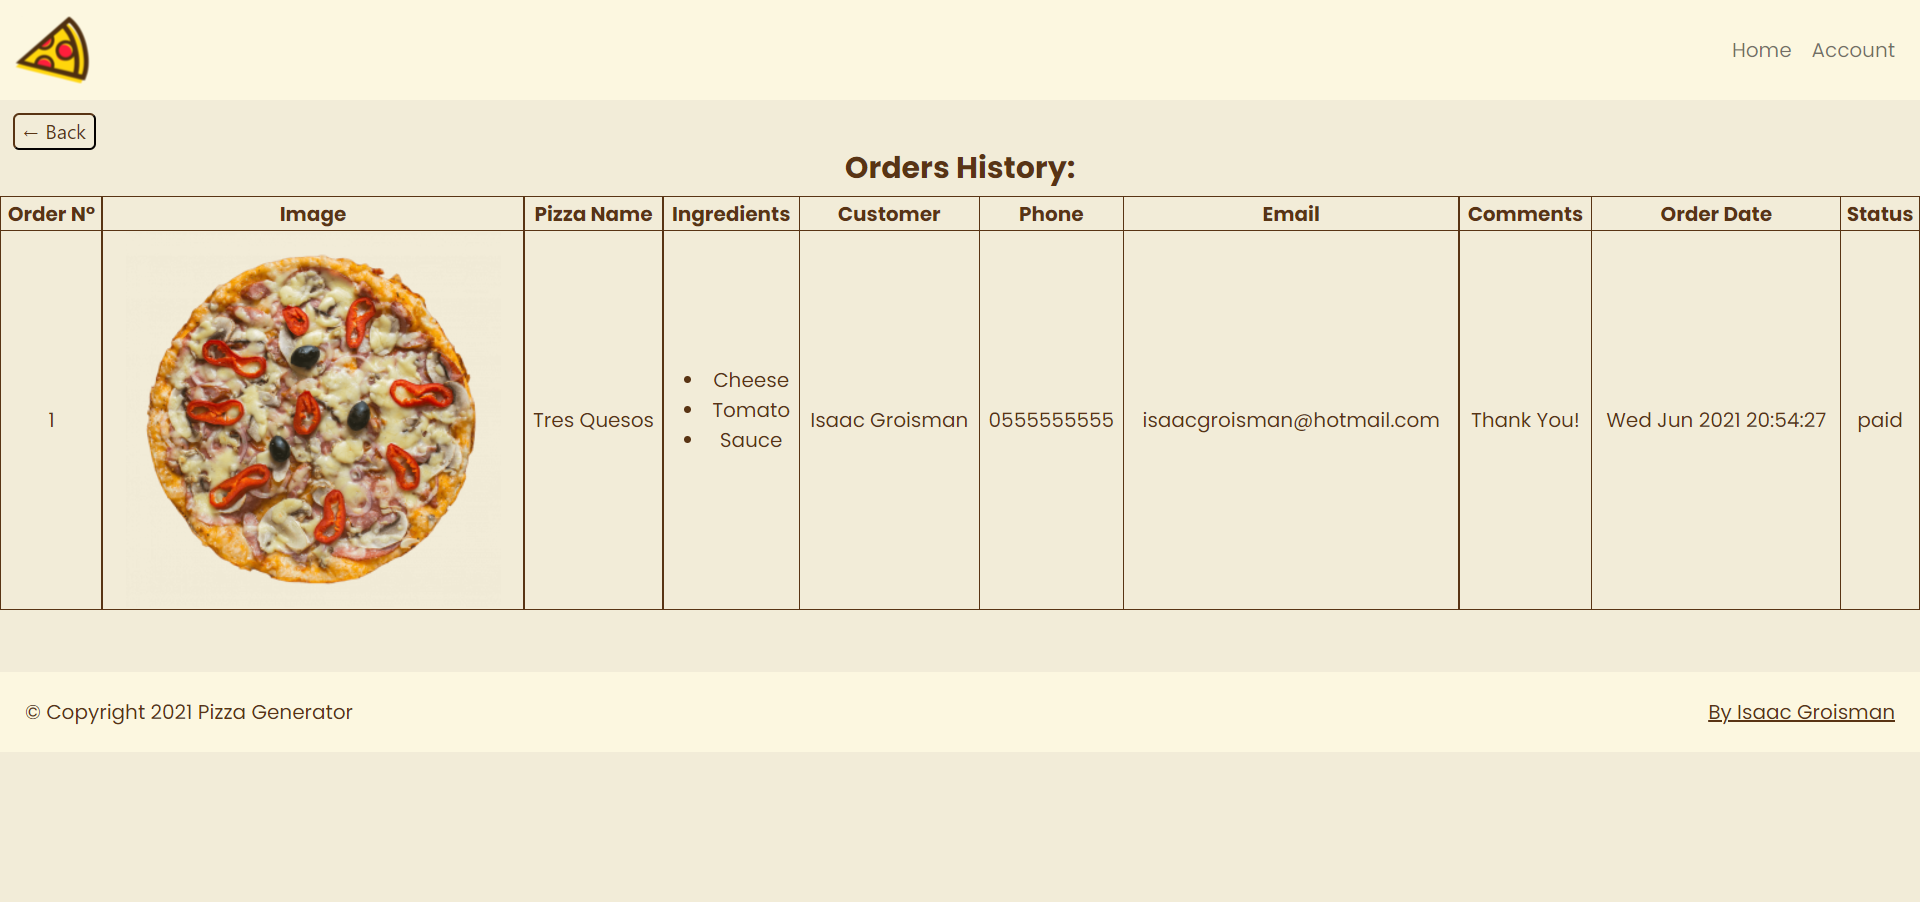 Home Account
← Back
Orders History:
Order Nº Image Pizza Name Ingredients Customer Phone Email Comments Order Date Status
1 Tres Quesos Cheese Tomato Sauce Isaac Groisman 0555555555 isaacgroisman@hotmail.com Thank You! Wed Jun 2021 20:54:27 paid
© Copyright 2021 Pizza Generator By Isaac Groisman